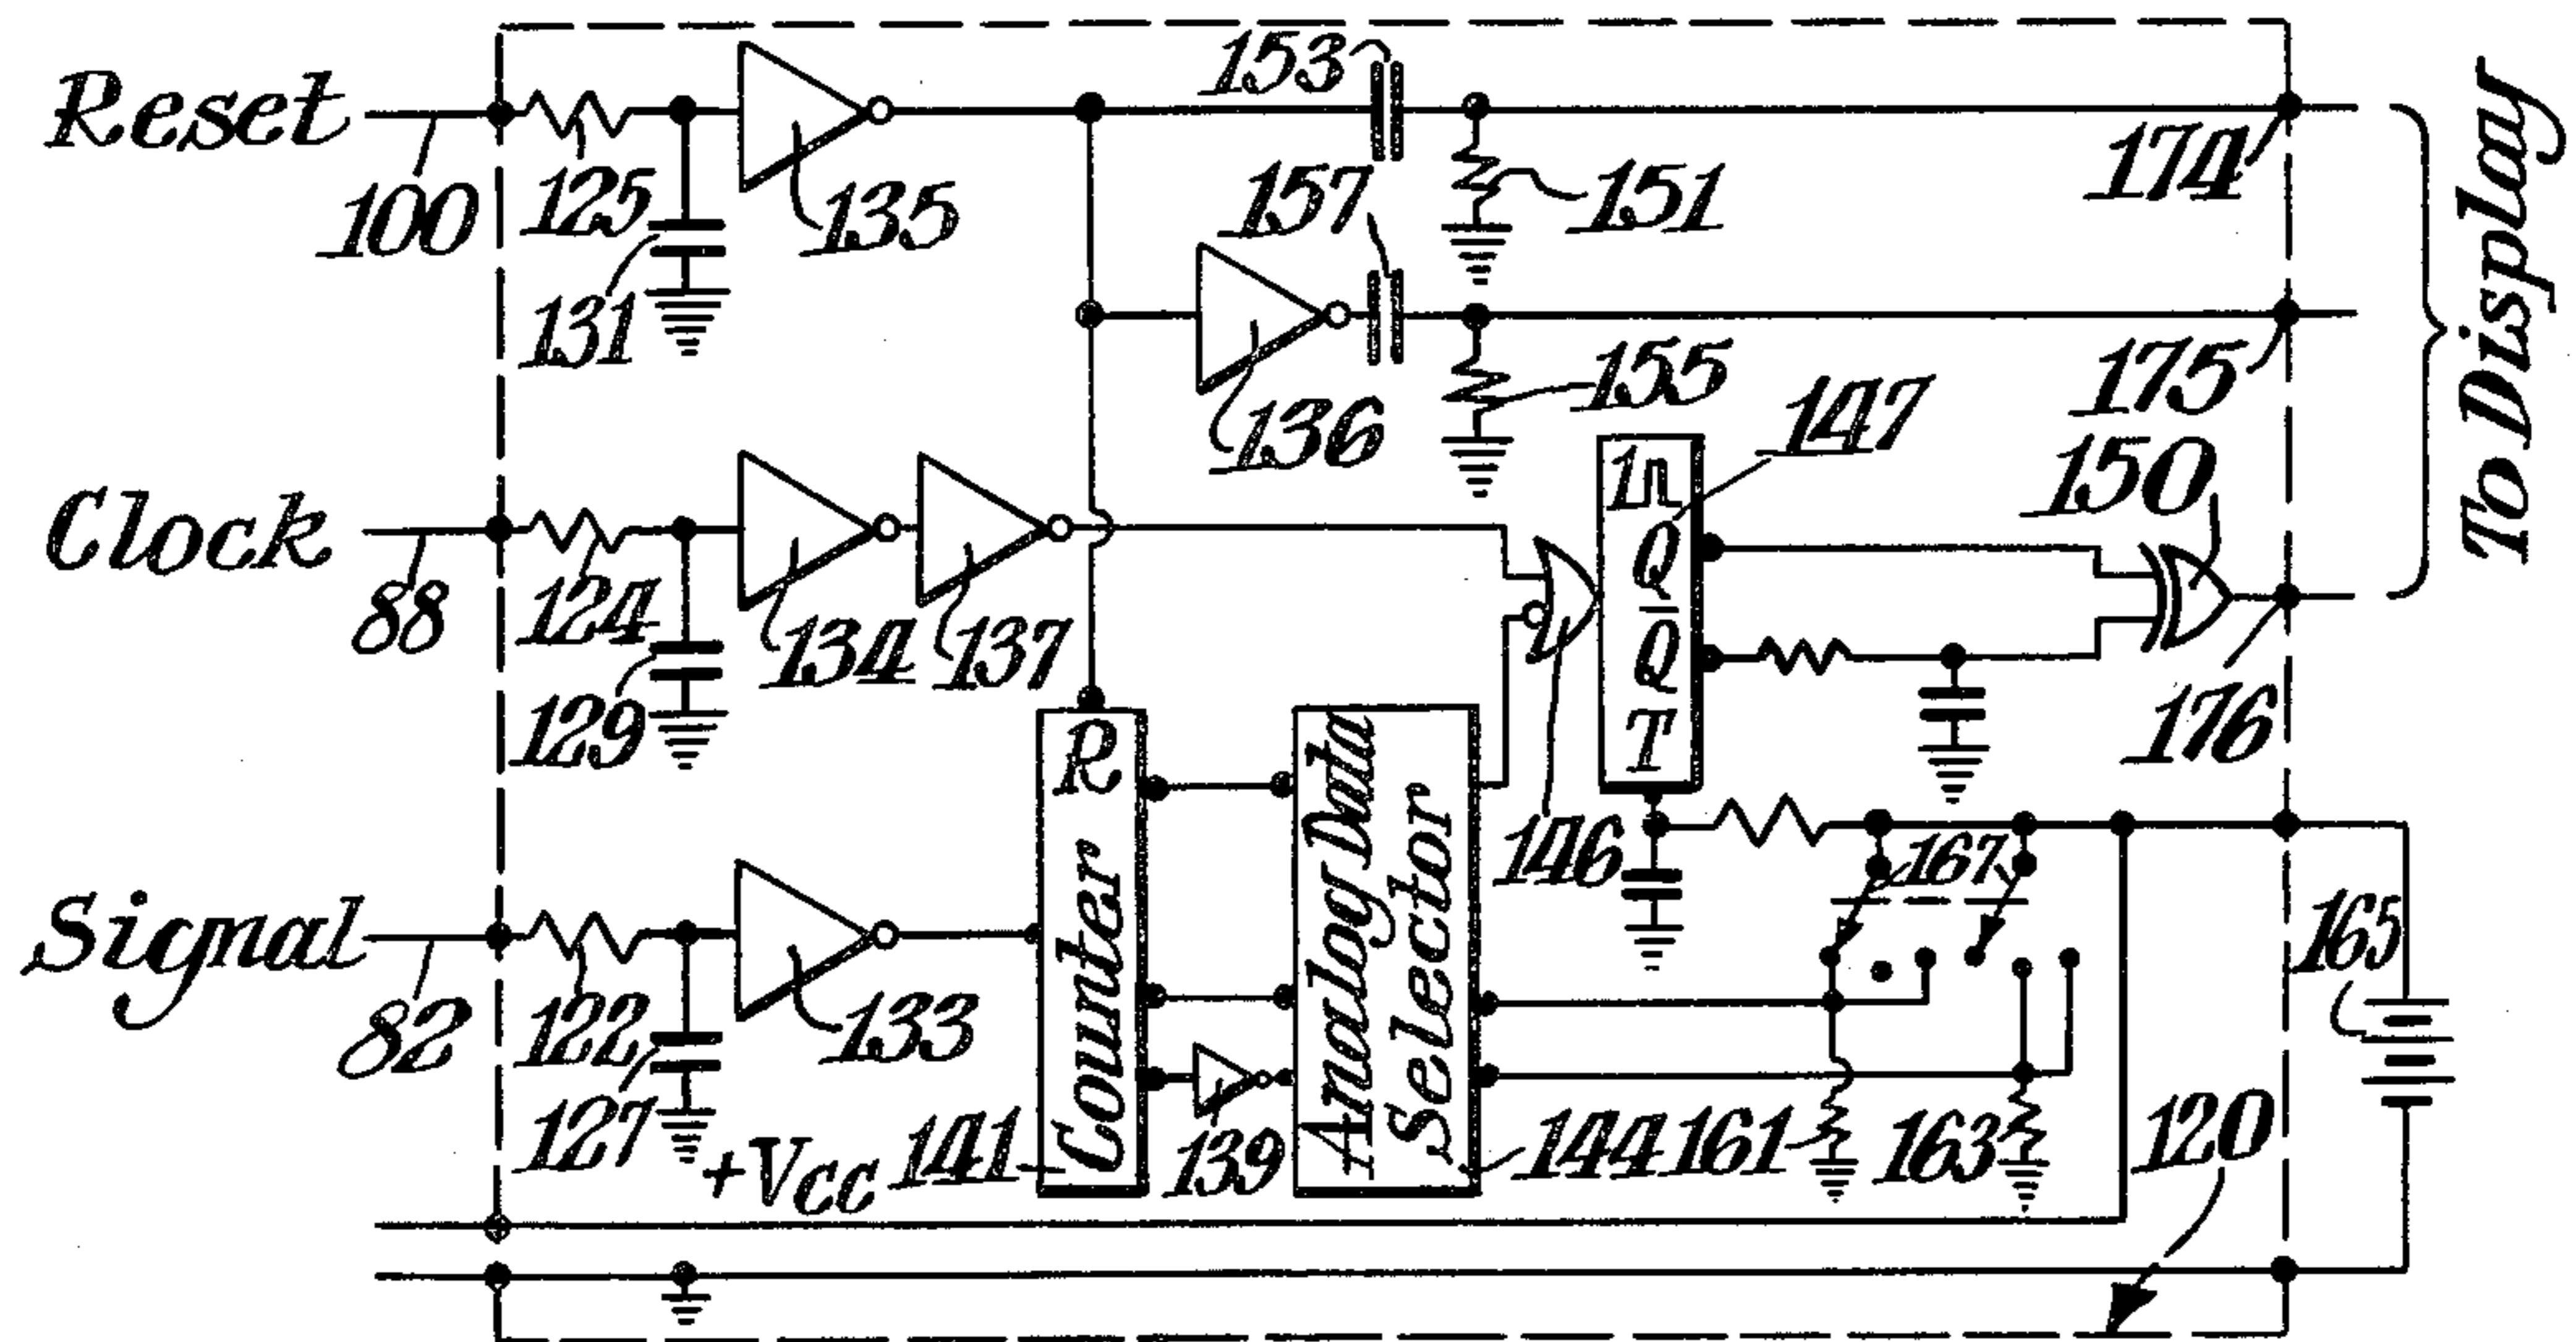 Reset
100
125
131
135
153
151
157
136
155
174
175
To Display
Clock
88
124
129
134
137
147
1
Q
Q̅
T
150
176
146
Signal
82
122
127
133
R
Counter
141
139
Analog Data
Selector
144
167
161
163
165
120
+Vcc